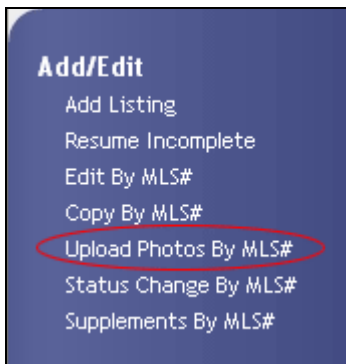 Add/Edit
Add Listing
Resume Incomplete
Edit By MLS#
Copy By MLS#
Upload Photos By MLS#
Status Change By MLS#
Supplements By MLS#